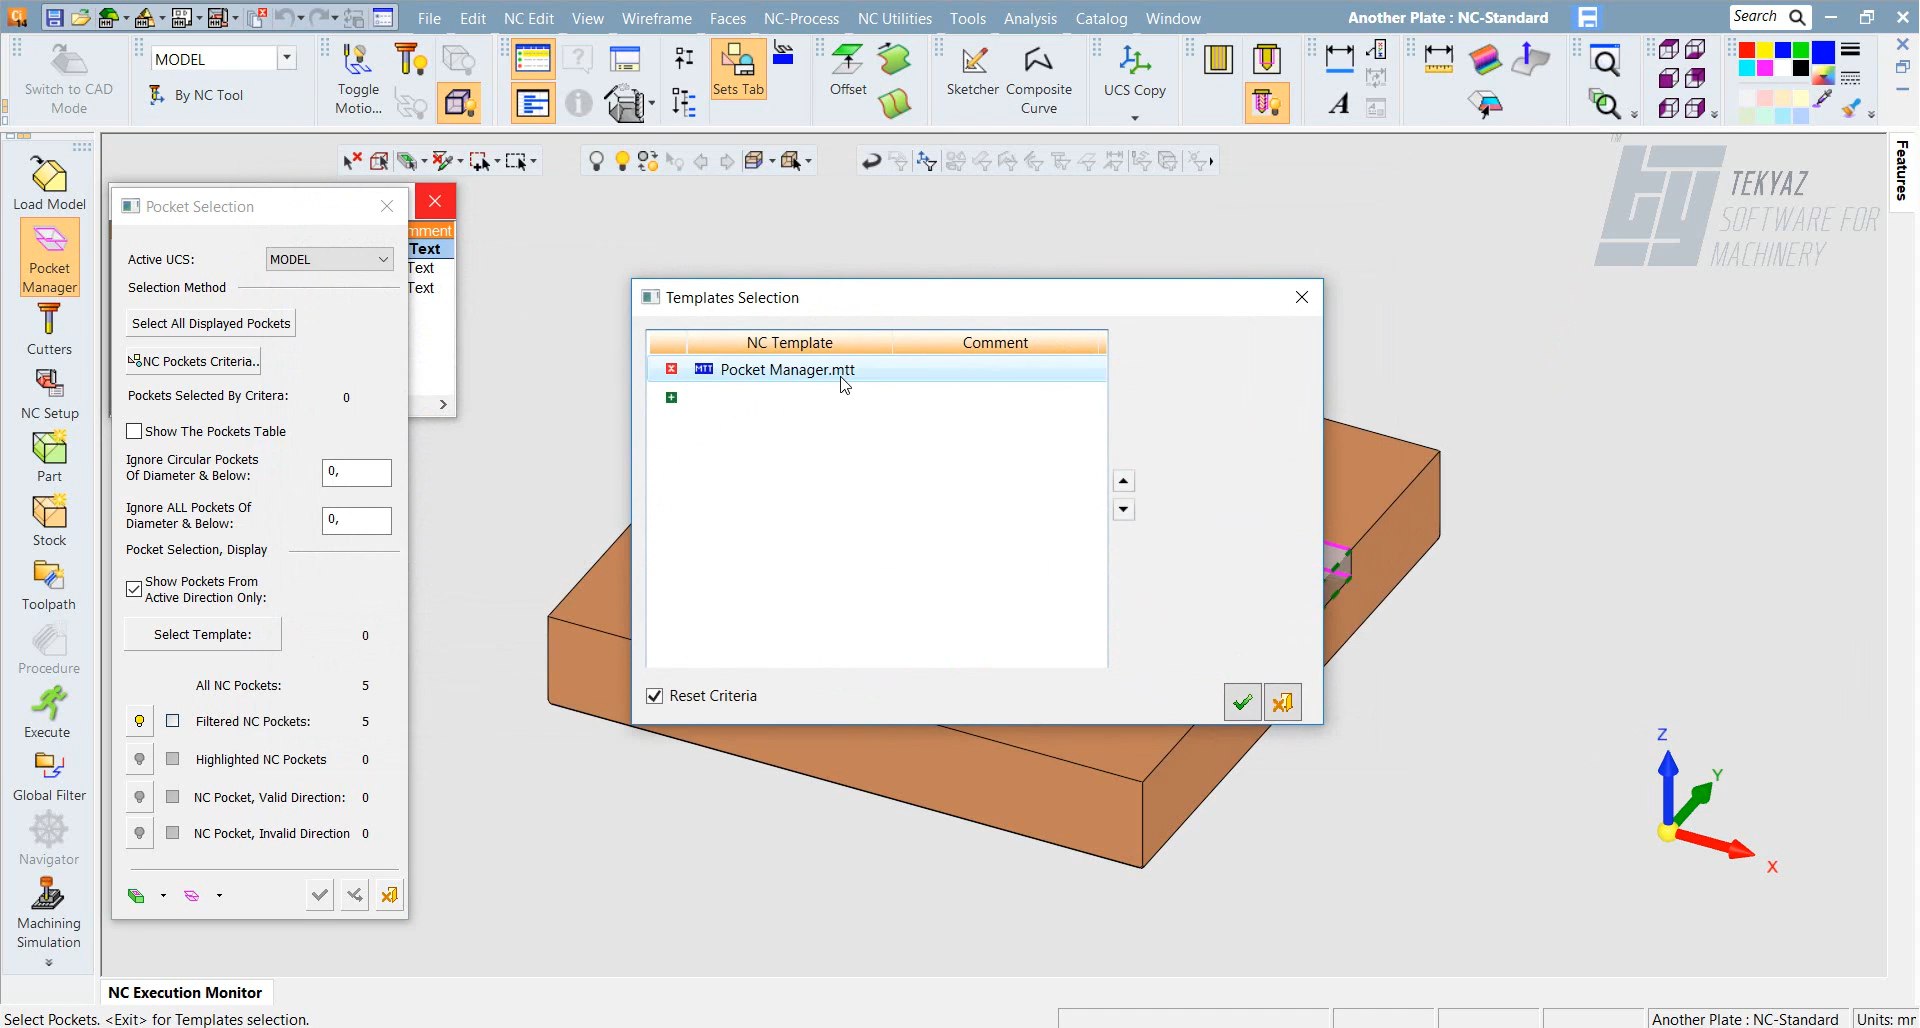 File Edit NC Edit View Wireframe Faces NC-Process NC Utilities Tools Analysis Catalog Window
Another Plate : NC-Standard
Search
Switch to CAD
Mode
MODEL
By NC Tool
Toggle
Motio...
Sets Tab
Offset
Sketcher
Composite
Curve
UCS Copy
A
Load Model
Pocket
Manager
Cutters
NC Setup
Part
Stock
Toolpath
Procedure
Execute
Global Filter
Navigator
Machining
Simulation
Pocket Selection
Active UCS: MODEL
Selection Method
Select All Displayed Pockets
NC Pockets Criteria..
Pockets Selected By Critera: 0
Show The Pockets Table
Ignore Circular Pockets
Of Diameter & Below: 0,
Ignore ALL Pockets Of
Diameter & Below: 0,
Pocket Selection, Display
Show Pockets From
Active Direction Only:
Select Template: 0
All NC Pockets: 5
Filtered NC Pockets: 5
Highlighted NC Pockets 0
NC Pocket, Valid Direction: 0
NC Pocket, Invalid Direction 0
mment
Text
Text
Text
Templates Selection
NC Template Comment
MTT Pocket Manager.mtt
Reset Criteria
TM
TEKYAZ
SOFTWARE FOR
MACHINERY
Features
Z
Y
X
NC Execution Monitor
Select Pockets. <Exit> for Templates selection.
Another Plate : NC-Standard
Units: mr